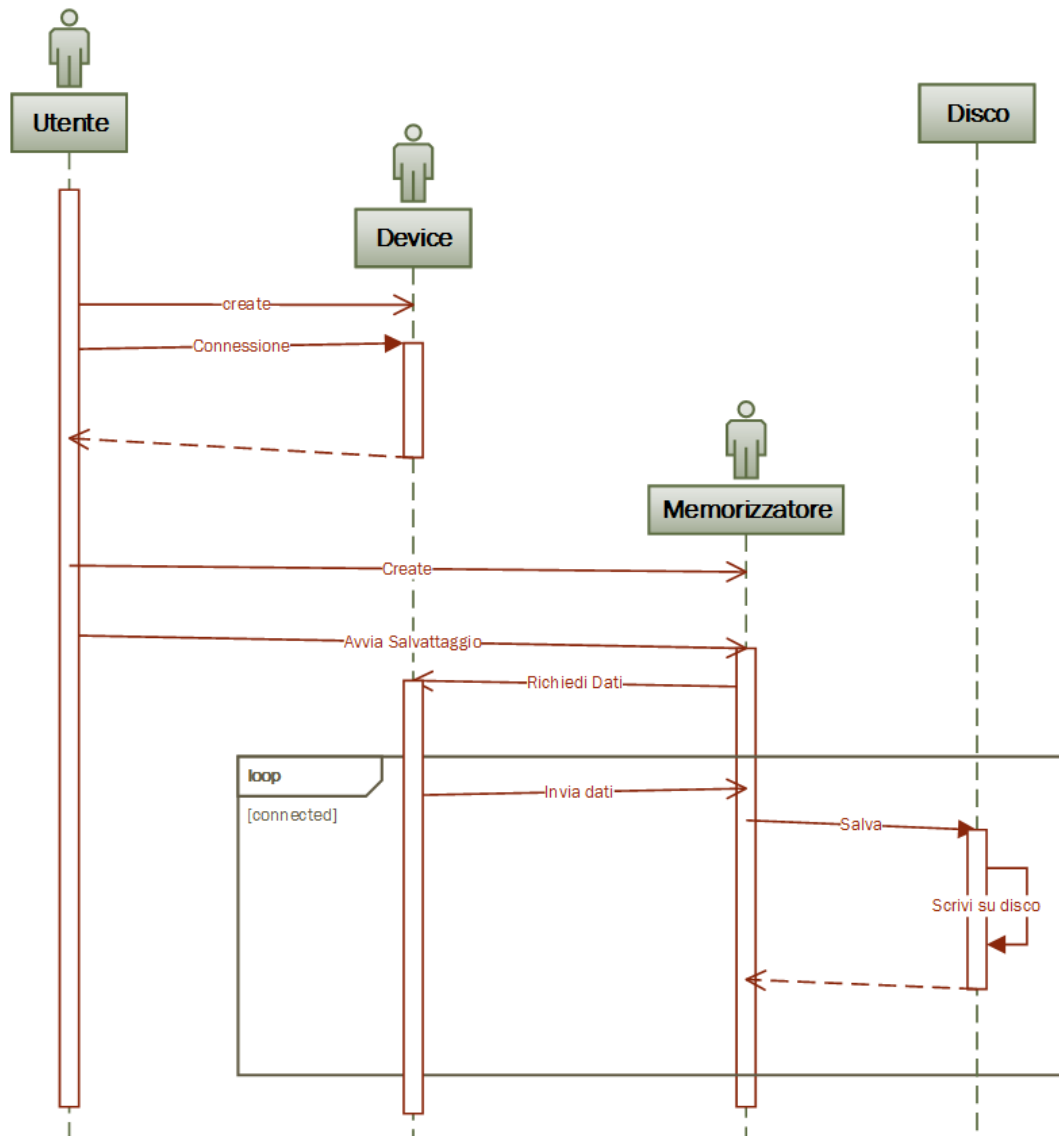 Utente
Disco
Device
create
Connessione
Memorizzatore
Create
Avvia Salvattaggio
Richiedi Dati
loop
[connected]
Invia dati
Salva
Scrivi su disco